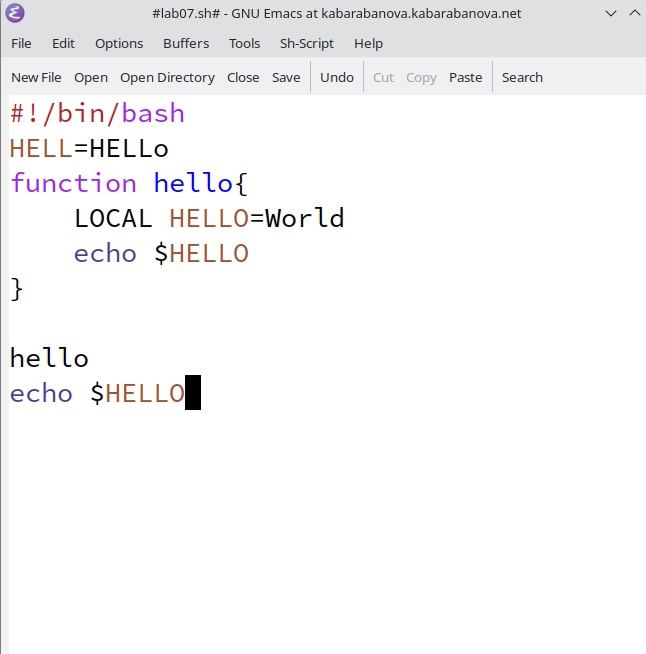 #lab07.sh# - GNU Emacs at kabarabanova.kabarabanova.net
File Edit Options Buffers Tools Sh-Script Help
New File Open Open Directory Close Save Undo Cut Copy Paste Search
#!/bin/bash
HELL=HELLo
function hello{
    LOCAL HELLO=World
    echo $HELLO
}

hello
echo $HELLO